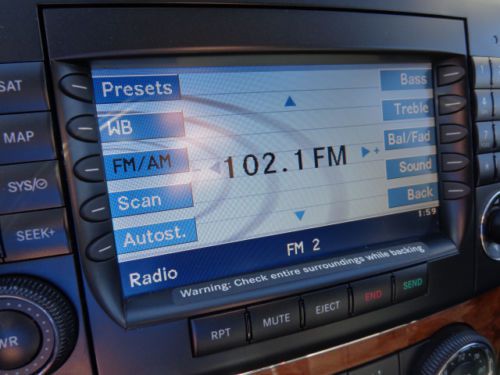 SAT
MAP
SYS/
SEEK+
WR
Presets
WB
FM/AM
Scan
Autost.
102.1 FM
+
Bass
Treble
Bal/Fad
Sound
Back
1:59
FM 2
Radio
Warning: Check entire surroundings while backing.
RPT
MUTE
EJECT
END
SEND